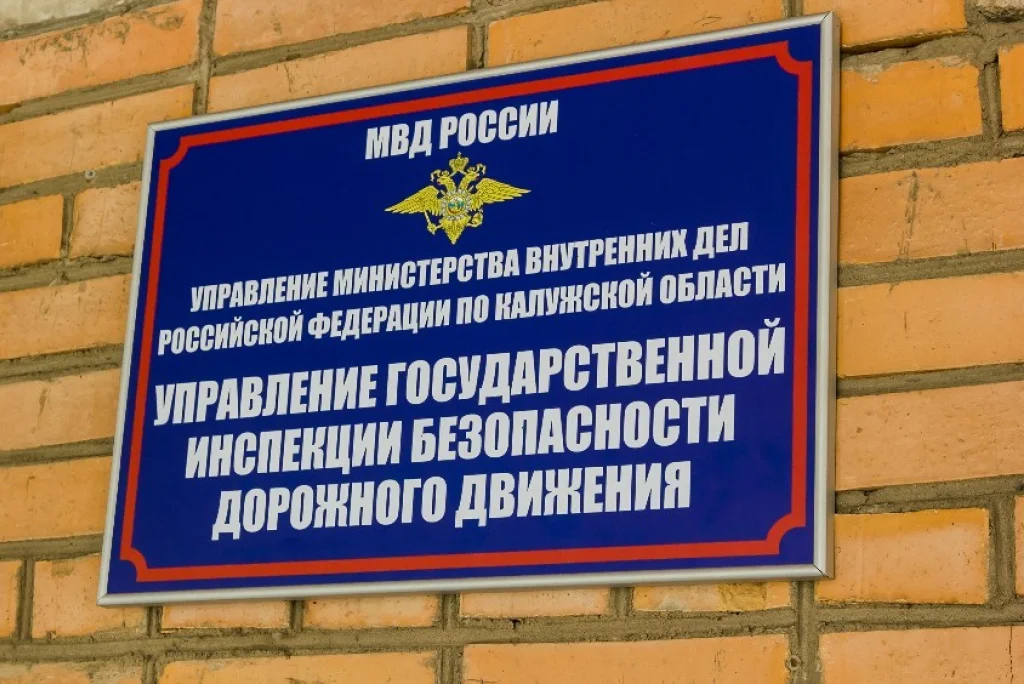 МВД РОССИИ
УПРАВЛЕНИЕ МИНИСТЕРСТВА ВНУТРЕННИХ ДЕЛ
РОССИЙСКОЙ ФЕДЕРАЦИИ ПО КАЛУЖСКОЙ ОБЛАСТИ
УПРАВЛЕНИЕ ГОСУДАРСТВЕННОЙ
ИНСПЕКЦИИ БЕЗОПАСНОСТИ
ДОРОЖНОГО ДВИЖЕНИЯ